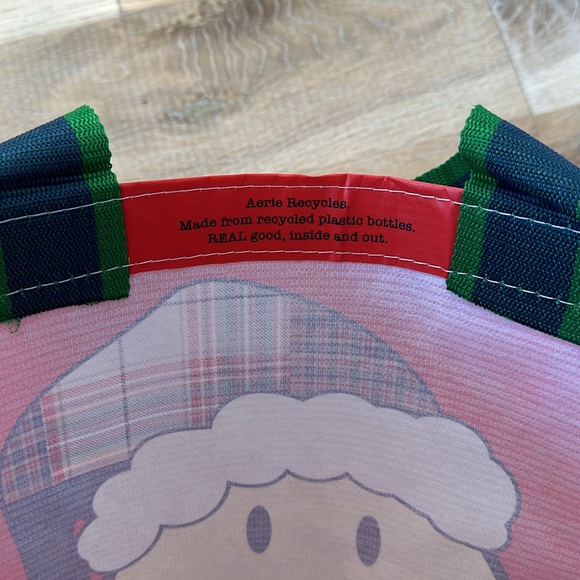 Aerie Recycles.
Made from recycled plastic bottles.
REAL good, inside and out.